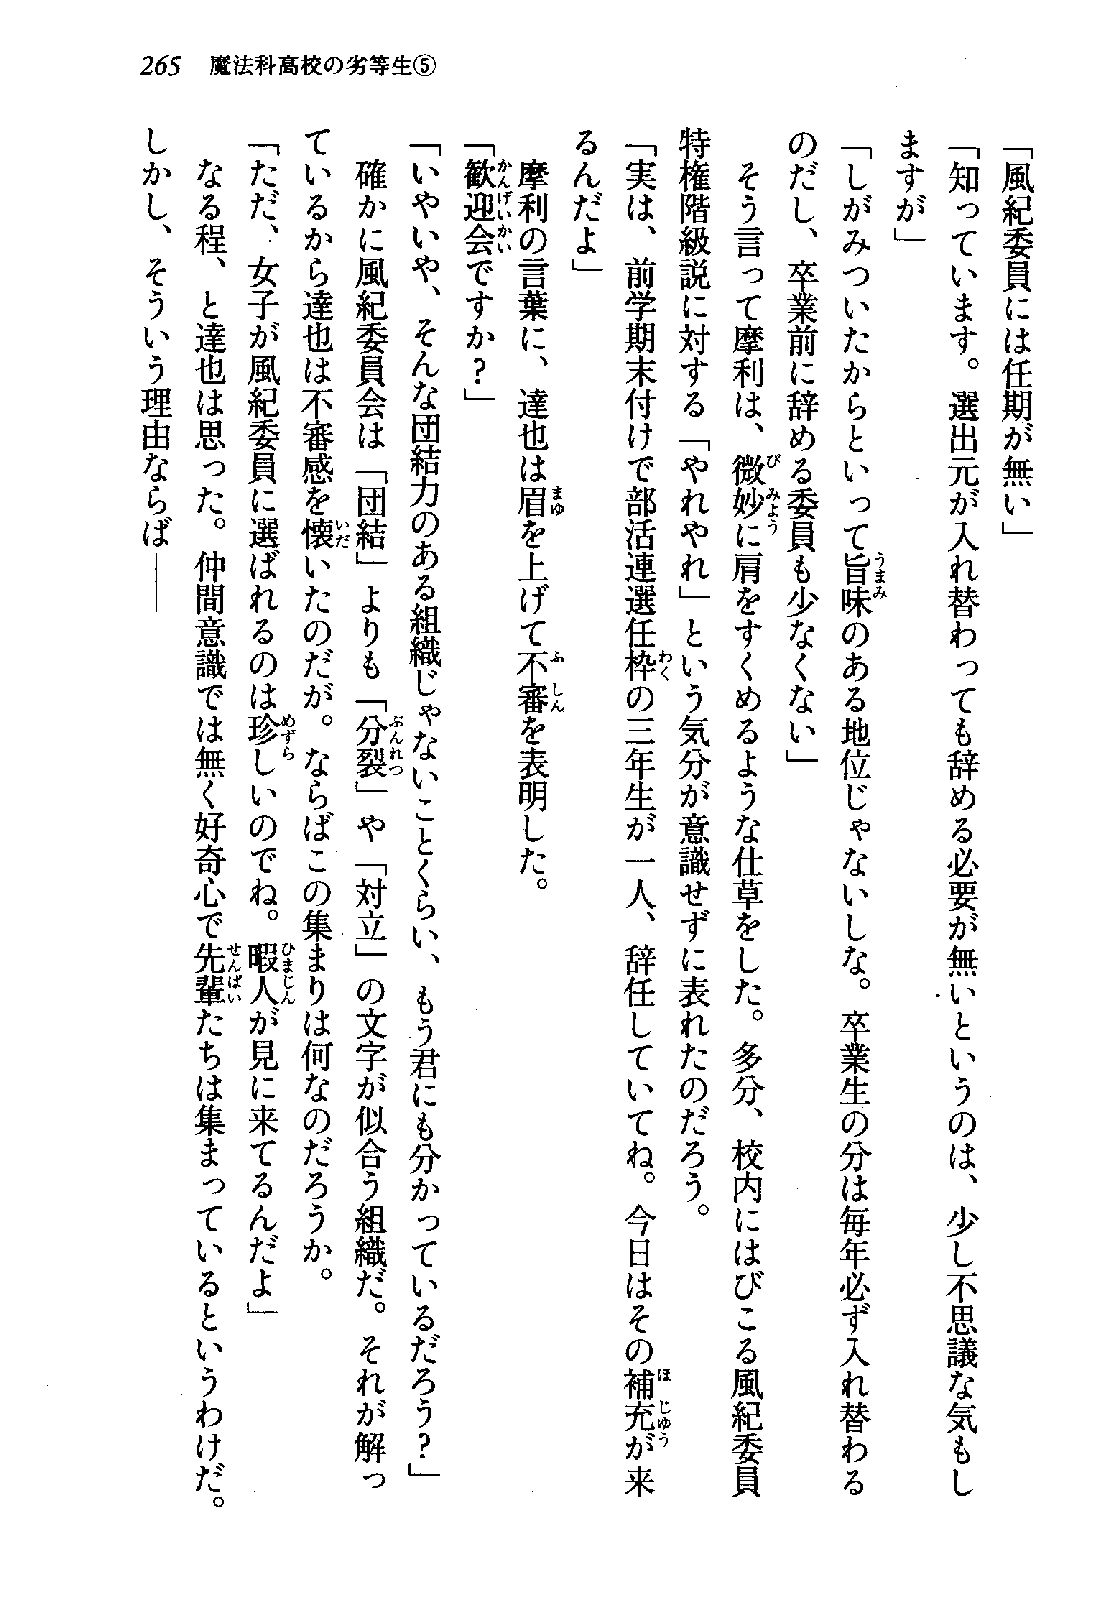 265 魔法科高校の劣等生⑤
「風紀委員には任期が無い」
「知っています。選出元が入れ替わっても辞める必要が無いというのは、少し不思議な気もし
ますが」
「しがみついたからといって旨味のある地位じゃないしな。卒業生の分は毎年必ず入れ替わる
のだし、卒業前に辞める委員も少なくない」
そう言って摩利は、微妙に肩をすくめるような仕草をした。多分、校内にはびこる風紀委員
特権階級説に対する「やれやれ」という気分が意識せずに表れたのだろう。
「実は、前学期末付けで部活連選任枠の三年生が一人、辞任していてね。今日はその補充が来
るんだよ」
摩利の言葉に、達也は眉を上げて不審を表明した。
「歓迎会ですか？」
「いやいや、そんな団結力のある組織じゃないことくらい、もう君にも分かっているだろう？」
確かに風紀委員会は「団結」よりも「分裂」や「対立」の文字が似合う組織だ。それが解っ
ているから達也は不審感を懐いたのだが。ならばこの集まりは何なのだろうか。
「ただ、女子が風紀委員に選ばれるのは珍しいのでね。暇人が見に来てるんだよ」
なる程、と達也は思った。仲間意識では無く好奇心で先輩たちは集まっているというわけだ。
しかし、そういう理由ならば――